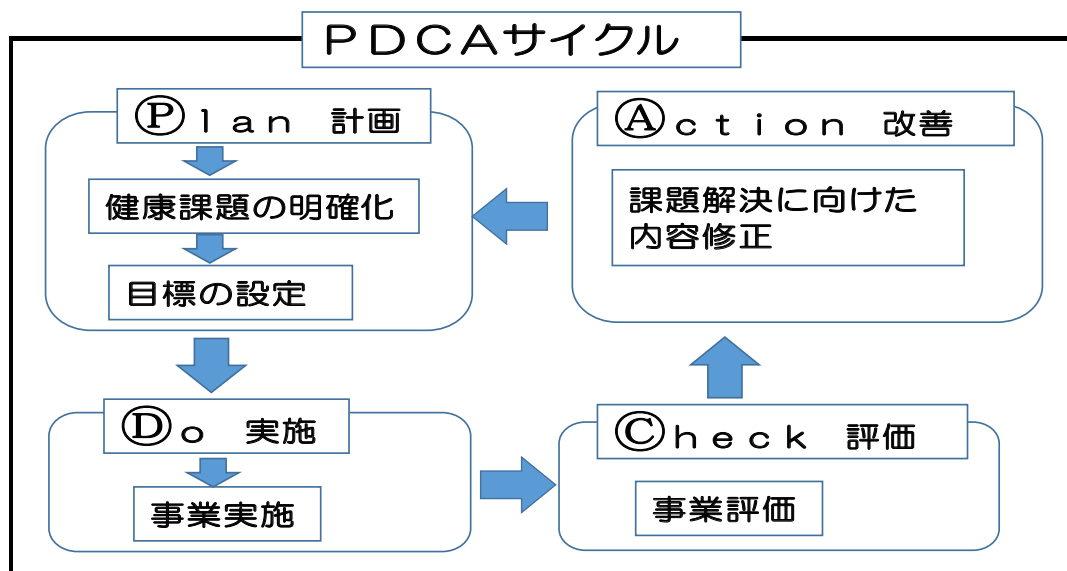 PDCAサイクル
Ⓟlan 計画
健康課題の明確化
目標の設定
Ⓓo 実施
事業実施
Ⓒheck 評価
事業評価
Ⓐction 改善
課題解決に向けた
内容修正